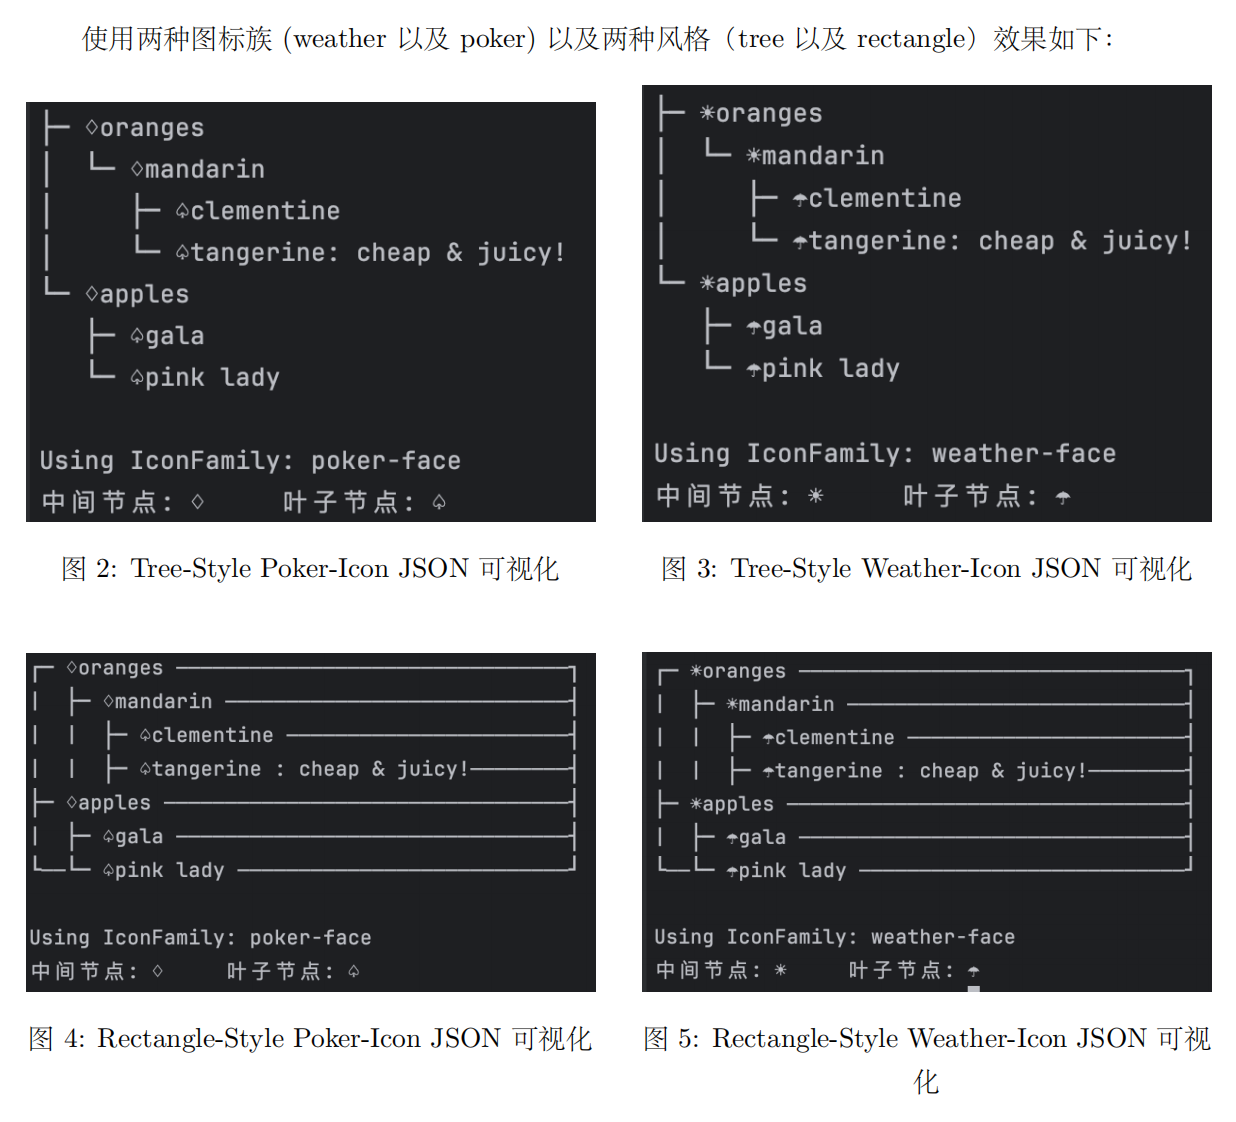 使用两种图标族 (weather 以及 poker) 以及两种风格（tree 以及 rectangle）效果如下：
├─ ♢oranges
│  └─ ♢mandarin
│     ├─ ♤clementine
│     └─ ♤tangerine: cheap & juicy!
└─ ♢apples
   ├─ ♤gala
   └─ ♤pink lady
Using IconFamily: poker-face
中间节点: ♢    叶子节点: ♤
图 2: Tree-Style Poker-Icon JSON 可视化
├─ ☀oranges
│  └─ ☀mandarin
│     ├─ ☂clementine
│     └─ ☂tangerine: cheap & juicy!
└─ ☀apples
   ├─ ☂gala
   └─ ☂pink lady
Using IconFamily: weather-face
中间节点: ☀    叶子节点: ☂
图 3: Tree-Style Weather-Icon JSON 可视化
┌─ ♢oranges ────────────────────────────────┐
│  ├─ ♢mandarin ────────────────────────────┤
│  │  ├─ ♤clementine ───────────────────────┤
│  │  ├─ ♤tangerine : cheap & juicy!────────┤
├─ ♢apples ─────────────────────────────────┤
│  ├─ ♤gala ────────────────────────────────┤
└──└─ ♤pink lady ───────────────────────────┘
Using IconFamily: poker-face
中间节点: ♢    叶子节点: ♤
图 4: Rectangle-Style Poker-Icon JSON 可视化
┌─ ☀oranges ────────────────────────────────┐
│  ├─ ☀mandarin ────────────────────────────┤
│  │  ├─ ☂clementine ───────────────────────┤
│  │  ├─ ☂tangerine : cheap & juicy!────────┤
├─ ☀apples ─────────────────────────────────┤
│  ├─ ☂gala ────────────────────────────────┤
└──└─ ☂pink lady ───────────────────────────┘
Using IconFamily: weather-face
中间节点: ☀    叶子节点: ☂
图 5: Rectangle-Style Weather-Icon JSON 可视
化